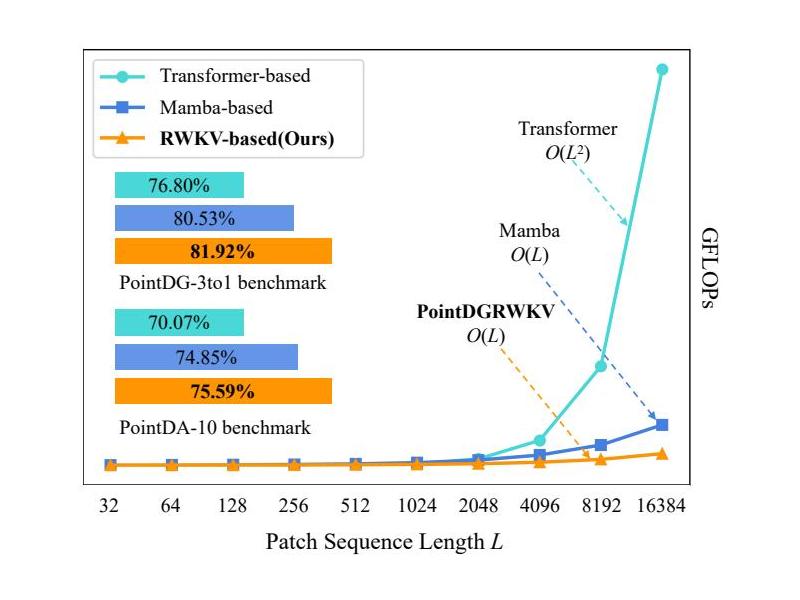 Transformer-based
Mamba-based
RWKV-based(Ours)
76.80%
80.53%
81.92%
PointDG-3to1 benchmark
70.07%
74.85%
75.59%
PointDA-10 benchmark
Transformer
O(L²)
Mamba
O(L)
PointDGRWKV
O(L)
GFLOPs
32 64 128 256 512 1024 2048 4096 8192 16384
Patch Sequence Length L